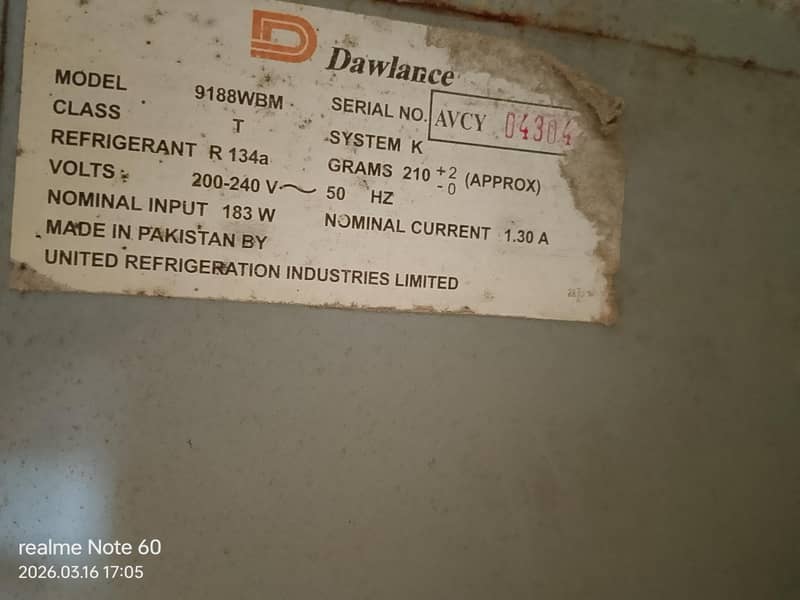 Dawlance
MODEL 9188WBM SERIAL NO. AVCY 04304
CLASS T SYSTEM K
REFRIGERANT R 134a GRAMS 210 +2 -0 (APPROX)
VOLTS: 200-240 V~ 50 HZ
NOMINAL INPUT 183 W NOMINAL CURRENT 1.30 A
MADE IN PAKISTAN BY
UNITED REFRIGERATION INDUSTRIES LIMITED
realme Note 60
2026.03.16 17:05